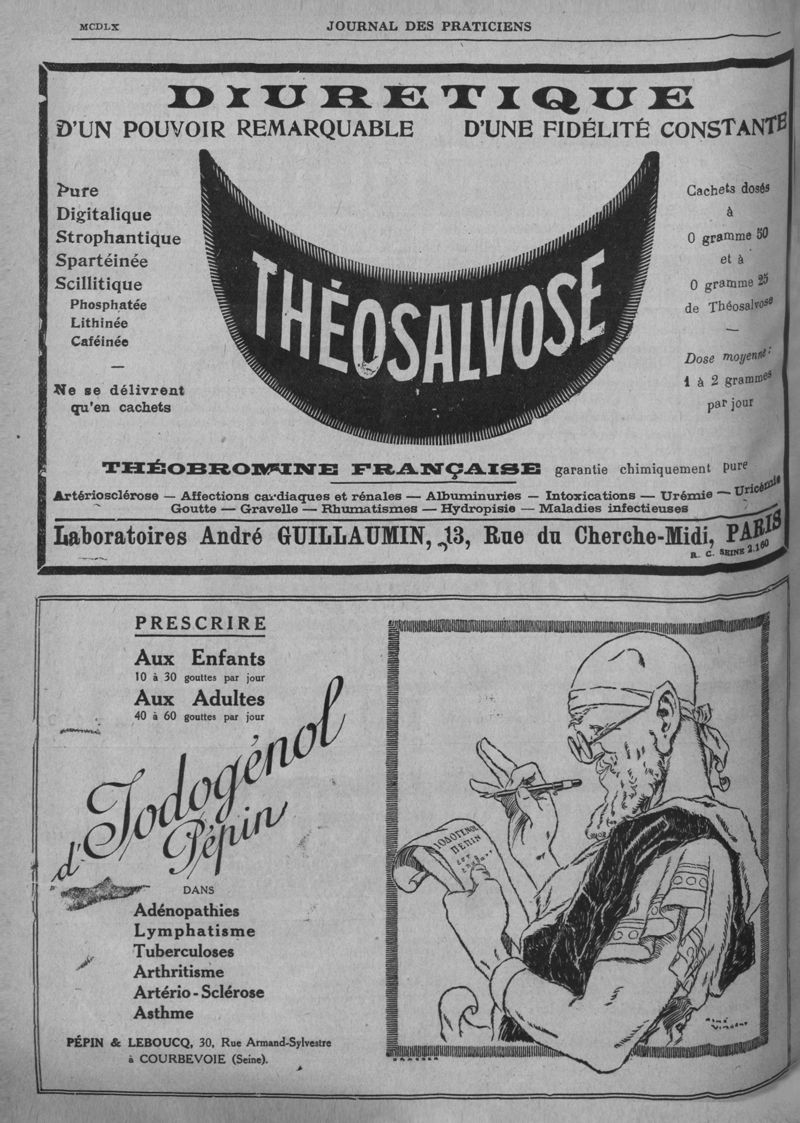 MCDLX
JOURNAL DES PRATICIENS
DIURETIQUE
D'UN POUVOIR REMARQUABLE D'UNE FIDÉLITÉ CONSTANTE
Pure
Digitalique
Strophantique
Spartéinée
Scillitique
Phosphatée
Lithinée
Caféinée
—
Ne se délivrent
qu'en cachets
THÉOSALVOSE
Cachets dosés
à
0 gramme 50
et à
0 gramme 25
de Théosalvose
—
Dose moyenne:
1 à 2 grammes
par jour
THÉOBROMINE FRANÇAISE garantie chimiquement pure
Artériosclérose — Affections cardiaques et rénales — Albuminuries — Intoxications — Urémie — Uricémie
Goutte — Gravelle — Rhumatismes — Hydropisie — Maladies infectieuses
Laboratoires André GUILLAUMIN, 13, Rue du Cherche-Midi, PARIS
R. C. SEINE 2.160
PRESCRIRE
Aux Enfants
10 à 30 gouttes par jour
Aux Adultes
40 à 60 gouttes par jour
d'Iodogénol
Pépin
DANS
Adénopathies
Lymphatisme
Tuberculoses
Arthritisme
Artério-Sclérose
Asthme
PÉPIN & LEBOUCQ, 30, Rue Armand-Sylvestre
à COURBEVOIE (Seine).
René
Vincent